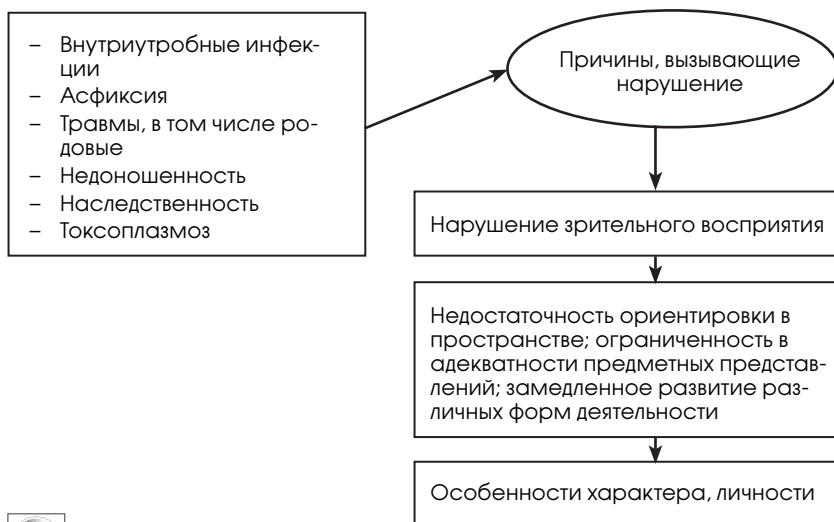 – Внутриутробные инфек-
ции
– Асфиксия
– Травмы, в том числе ро-
довые
– Недоношенность
– Наследственность
– Токсоплазмоз
Причины, вызывающие
нарушение
Нарушение зрительного восприятия
Недостаточность ориентировки в
пространстве; ограниченность в
адекватности предметных представ-
лений; замедленное развитие раз-
личных форм деятельности
Особенности характера, личности